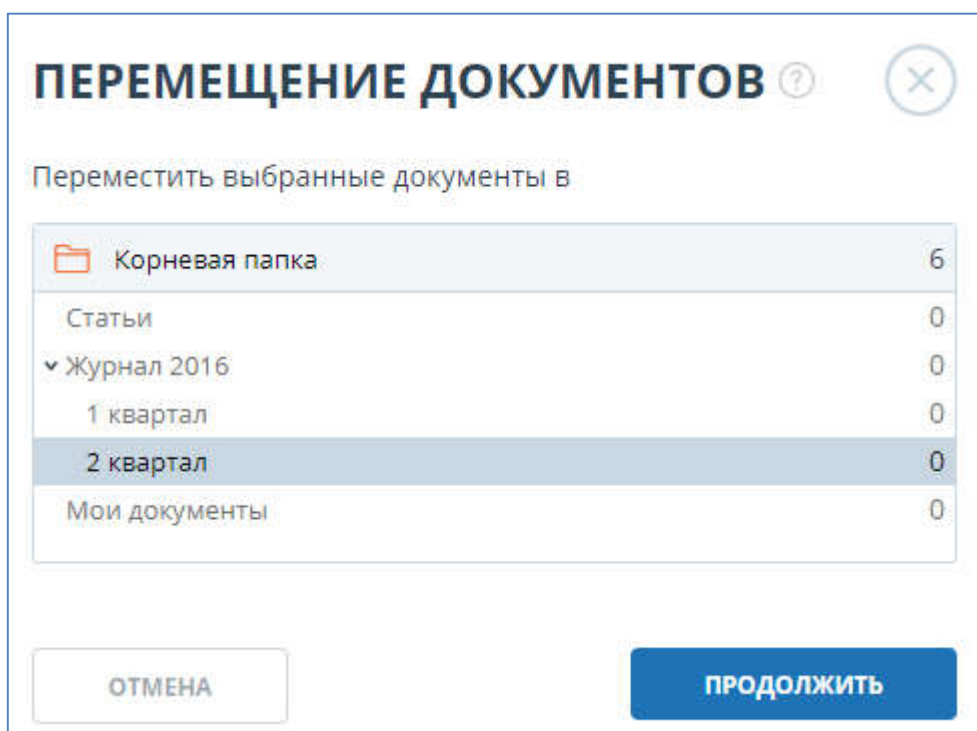 ПЕРЕМЕЩЕНИЕ ДОКУМЕНТОВ ?
Переместить выбранные документы в
Корневая папка 6
Статьи 0
Журнал 2016 0
1 квартал 0
2 квартал 0
Мои документы 0
ОТМЕНА ПРОДОЛЖИТЬ